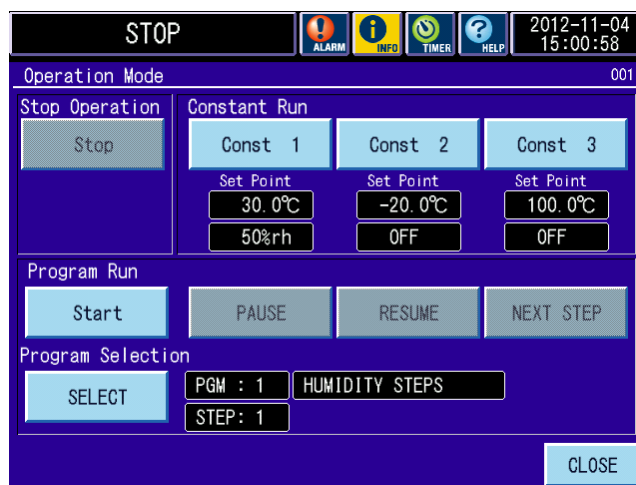 STOP
ALARM
INFO
TIMER
HELP
2012-11-04
15:00:58
Operation Mode
001
Stop Operation
Constant Run
Stop
Const 1
Const 2
Const 3
Set Point
Set Point
Set Point
30.0℃
-20.0℃
100.0℃
50%rh
OFF
OFF
Program Run
Start
PAUSE
RESUME
NEXT STEP
Program Selection
SELECT
PGM : 1
HUMIDITY STEPS
STEP: 1
CLOSE